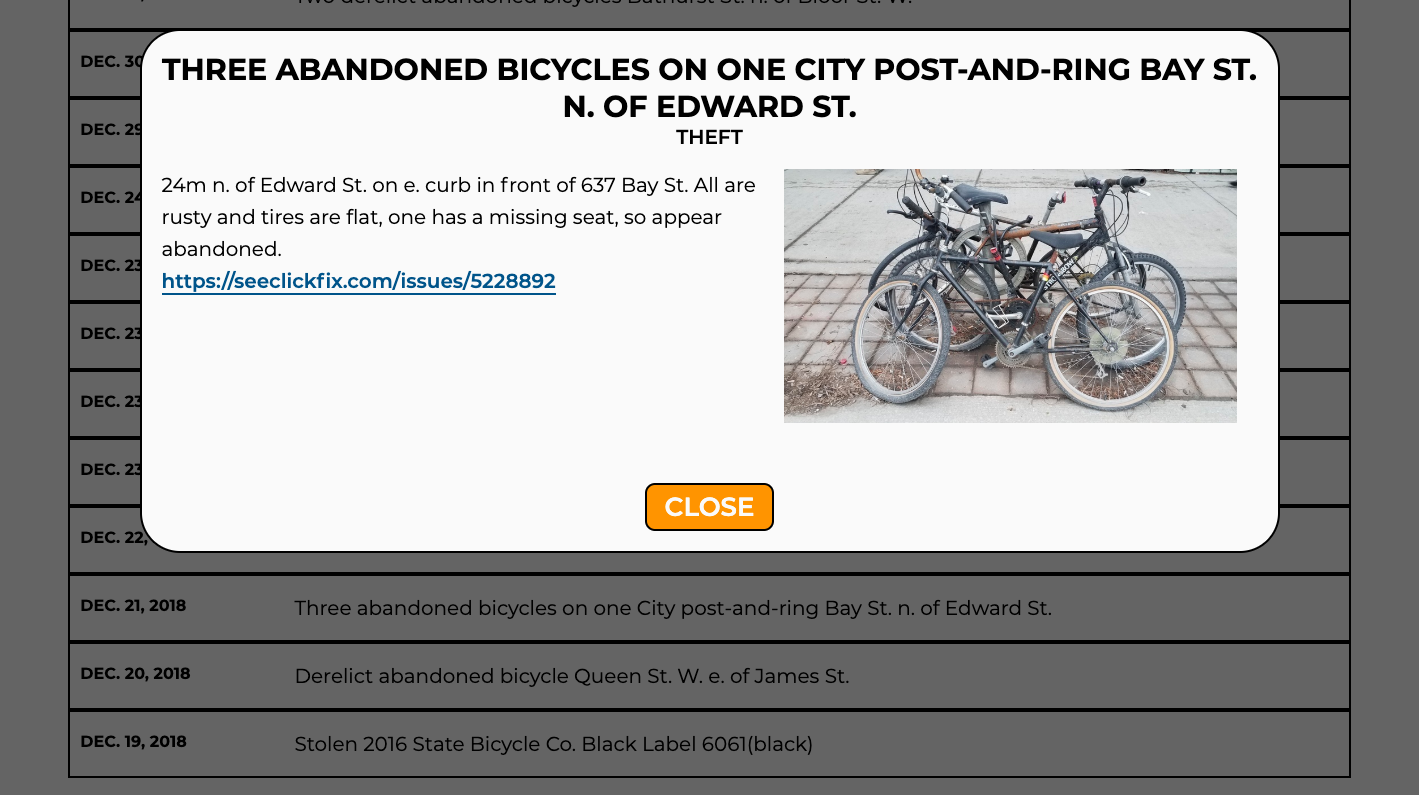 Two derelict abandoned bicycles Bathurst St. n. of Bloor St. W.
DEC. 30
THREE ABANDONED BICYCLES ON ONE CITY POST-AND-RING BAY ST.
N. OF EDWARD ST.
THEFT
DEC. 29
24m n. of Edward St. on e. curb in front of 637 Bay St. All are
rusty and tires are flat, one has a missing seat, so appear
abandoned.
https://seeclickfix.com/issues/5228892
DEC. 24
DEC. 23
DEC. 23
DEC. 23
DEC. 23
CLOSE
DEC. 22,
DEC. 21, 2018
Three abandoned bicycles on one City post-and-ring Bay St. n. of Edward St.
DEC. 20, 2018
Derelict abandoned bicycle Queen St. W. e. of James St.
DEC. 19, 2018
Stolen 2016 State Bicycle Co. Black Label 6061(black)